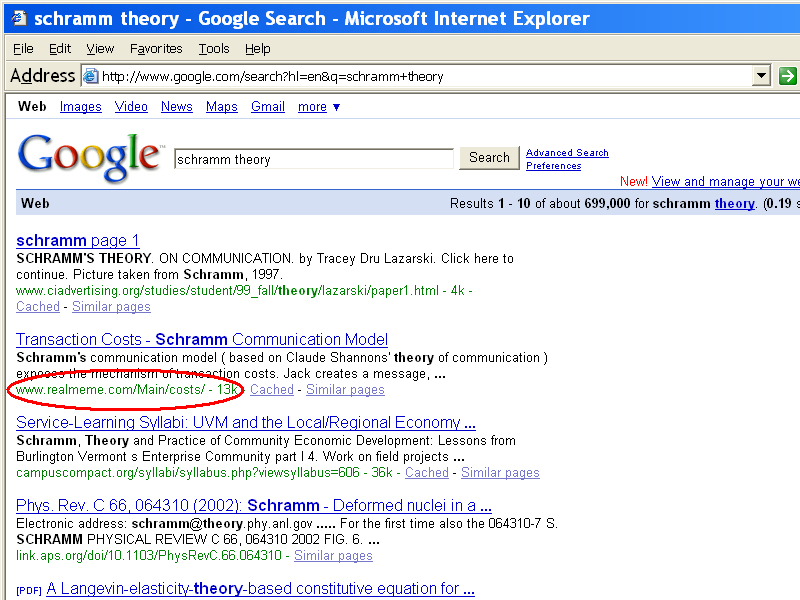 schramm theory - Google Search - Microsoft Internet Explorer
File Edit View Favorites Tools Help
Address http://www.google.com/search?hl=en&q=schramm+theory
Web Images Video News Maps Gmail more ▼
Google™ schramm theory Search Advanced Search
Preferences
New! View and manage your we
Web Results 1 - 10 of about 699,000 for schramm theory. (0.19 s
schramm page 1
SCHRAMM'S THEORY. ON COMMUNICATION. by Tracey Dru Lazarski. Click here to
continue. Picture taken from Schramm, 1997.
www.ciadvertising.org/studies/student/99_fall/theory/lazarski/paper1.html - 4k -
Cached - Similar pages
Transaction Costs - Schramm Communication Model
Schramm's communication model ( based on Claude Shannons' theory of communication )
exposes the mechanism of transaction costs. Jack creates a message, ...
www.realmeme.com/Main/costs/ - 13k - Cached - Similar pages
Service-Learning Syllabi: UVM and the Local/Regional Economy ...
Schramm, Theory and Practice of Community Economic Development: Lessons from
Burlington Vermont s Enterprise Community part I 4. Work on field projects ...
campuscompact.org/syllabi/syllabus.php?viewsyllabus=606 - 36k - Cached - Similar pages
Phys. Rev. C 66, 064310 (2002): Schramm - Deformed nuclei in a ...
Electronic address: schramm@theory.phy.anl.gov ..... For the first time also the 064310-7 S.
SCHRAMM PHYSICAL REVIEW C 66, 064310 2002 FIG. 6. ...
link.aps.org/doi/10.1103/PhysRevC.66.064310 - Similar pages
[PDF] A Langevin-elasticity-theory-based constitutive equation for ...